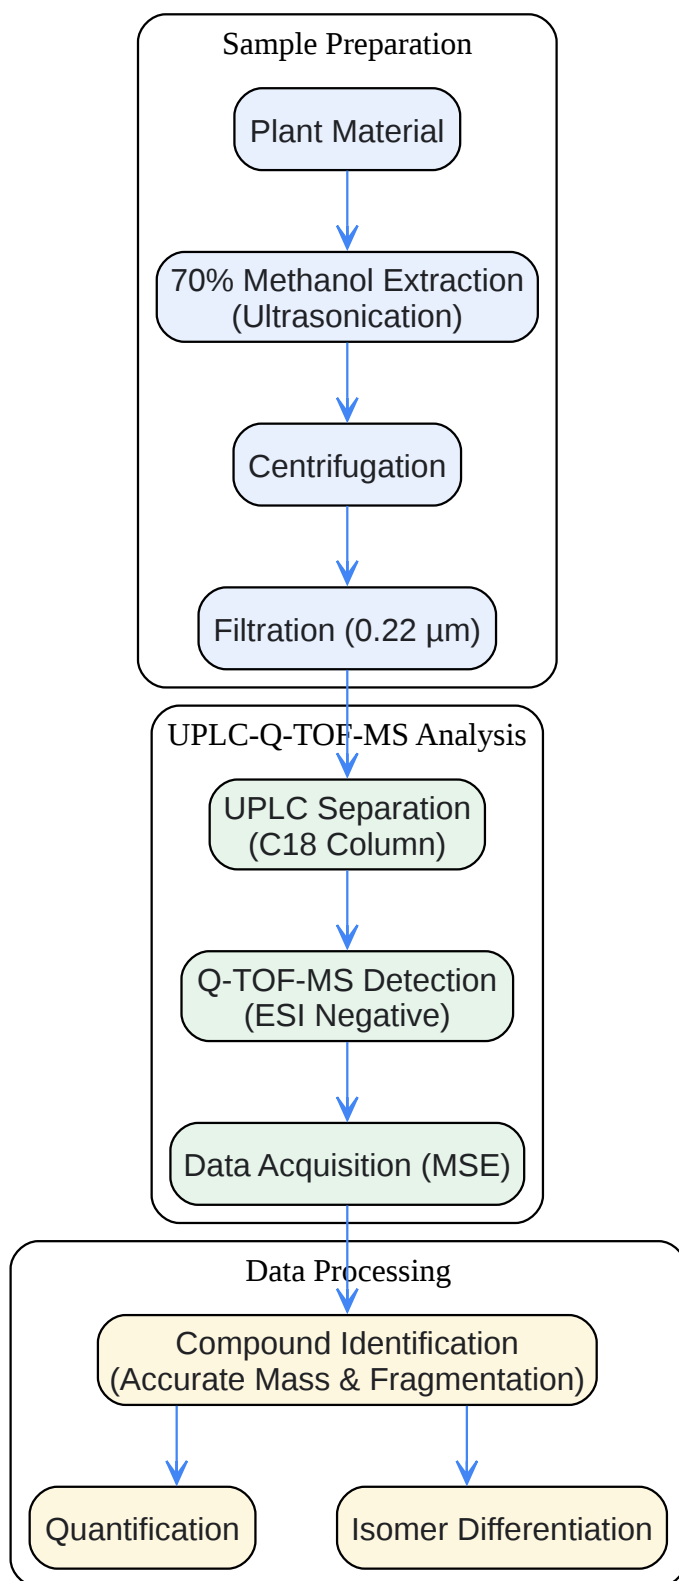 Sample Preparation
Plant Material
70% Methanol Extraction
(Ultrasonication)
Centrifugation
Filtration (0.22 µm)
UPLC-Q-TOF-MS Analysis
UPLC Separation
(C18 Column)
Q-TOF-MS Detection
(ESI Negative)
Data Acquisition (MSE)
Data Processing
Compound Identification
(Accurate Mass & Fragmentation)
Quantification
Isomer Differentiation